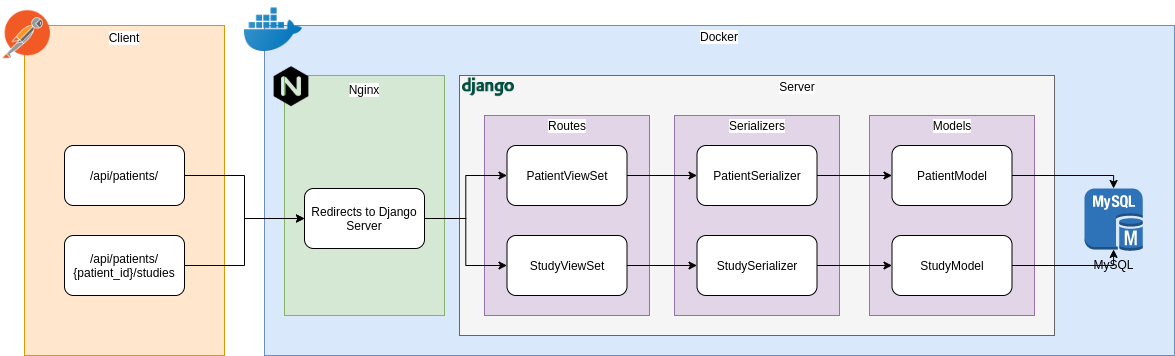 Client
Docker
Nginx
django
Server
Routes
Serializers
Models
/api/patients/
PatientViewSet
PatientSerializer
PatientModel
Redirects to Django
Server
MySQL
M
/api/patients/
{patient_id}/studies
StudyViewSet
StudySerializer
StudyModel
MySQL